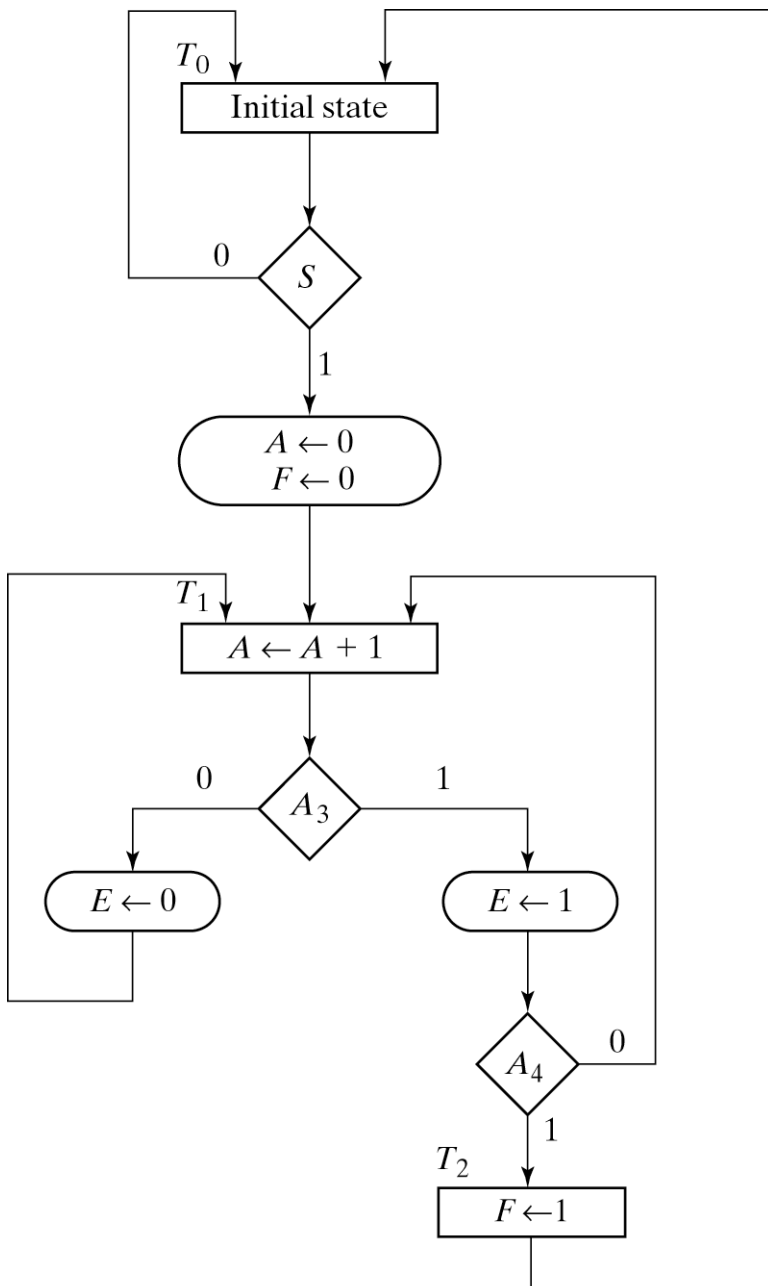 T0
Initial state
0
S
1
A ← 0
F ← 0
T1
A ← A + 1
0
A3
1
E ← 0
E ← 1
A4
0
1
T2
F ←1